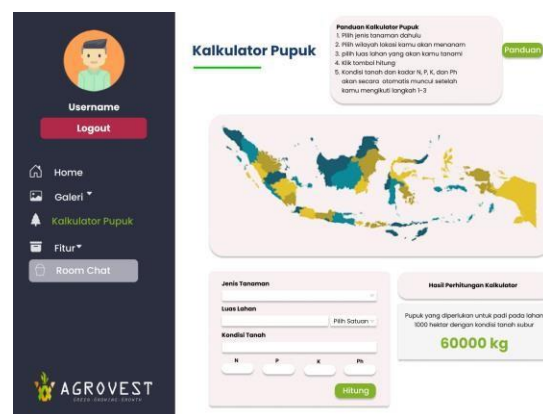 Username
Logout
Home
Galeri
Kalkulator Pupuk
Fitur
Room Chat
AGROVEST
GREEN GROWING GROWTH
Kalkulator Pupuk
Panduan Kalkulator Pupuk
1. Pilih jenis tanaman dahulu
2. Pilih wilayah lokasi kamu akan menanam
3. pilih luas lahan yang akan kamu tanami
4. Klik tombol hitung
5. Kondisi tanah dan kadar N, P, K, dan Ph
akan secara otomatis muncul setelah
kamu mengikuti langkah 1-3
Panduan
Jenis Tanaman
Luas Lahan
Pilih Satuan
Kondisi Tanah
N P K Ph
Hitung
Hasil Perhitungan Kalkulator
Pupuk yang diperlukan untuk padi pada lahan
1000 hektar dengan kondisi tanah subur
60000 kg